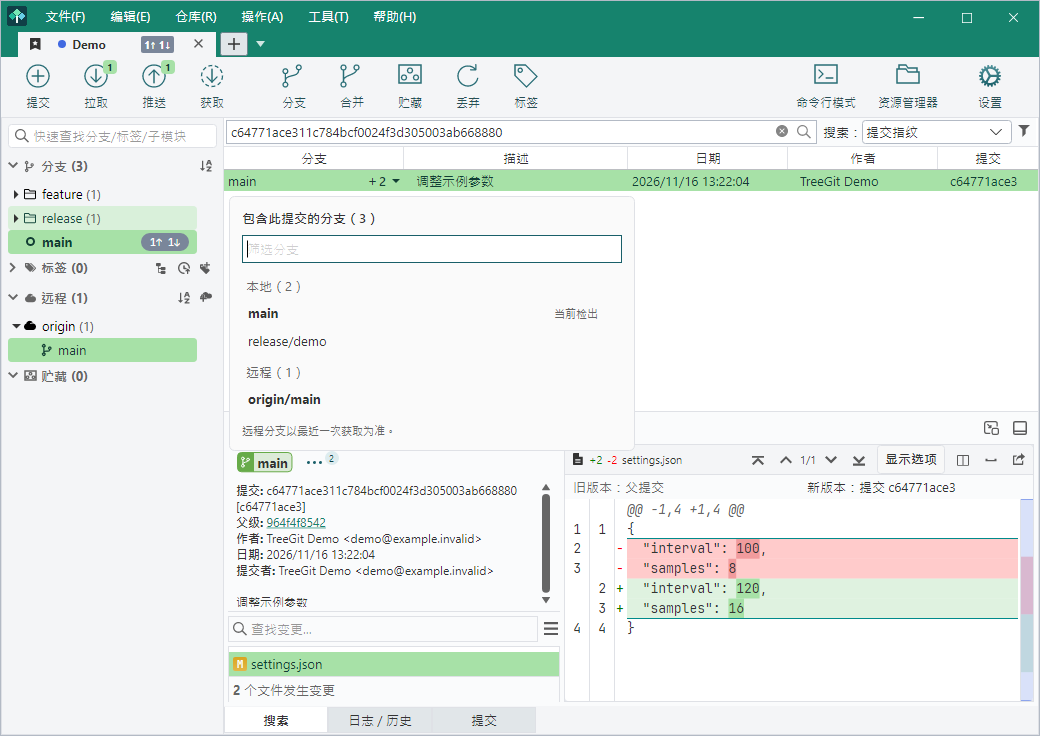 文件(F) 编辑(E) 仓库(R) 操作(A) 工具(T) 帮助(H)
Demo 1↑ 1↓
1 1
提交 拉取 推送 获取 分支 合并 贮藏 丢弃 标签 命令行模式 资源管理器 设置
快速查找分支/标签/子模块
c64771ace311c784bcf0024f3d305003ab668880 搜索： 提交指纹
分支 (3)
feature (1)
release (1)
main 1↑ 1↓
标签 (0)
远程 (1)
origin (1)
main
贮藏 (0)
分支 描述 日期 作者 提交
main +2 调整示例参数 2026/11/16 13:22:04 TreeGit Demo c64771ace3
包含此提交的分支（3）
筛选分支
本地（2）
main 当前检出
release/demo
远程（1）
origin/main
远程分支以最近一次获取为准。
main ••• 2
提交: c64771ace311c784bcf0024f3d305003ab668880
[c64771ace3]
父级: 964f4f8542
作者: TreeGit Demo <demo@example.invalid>
日期: 2026/11/16 13:22:04
提交者: TreeGit Demo <demo@example.invalid>
调整示例参数
查找变更...
M settings.json
2 个文件发生变更
+2 -2 settings.json 1/1 显示选项
旧版本：父提交 新版本：提交 c64771ace3
@@ -1,4 +1,4 @@
1 1 {
2 - "interval": 100,
3 - "samples": 8
2 + "interval": 120,
3 + "samples": 16
4 4 }
搜索 日志 / 历史 提交